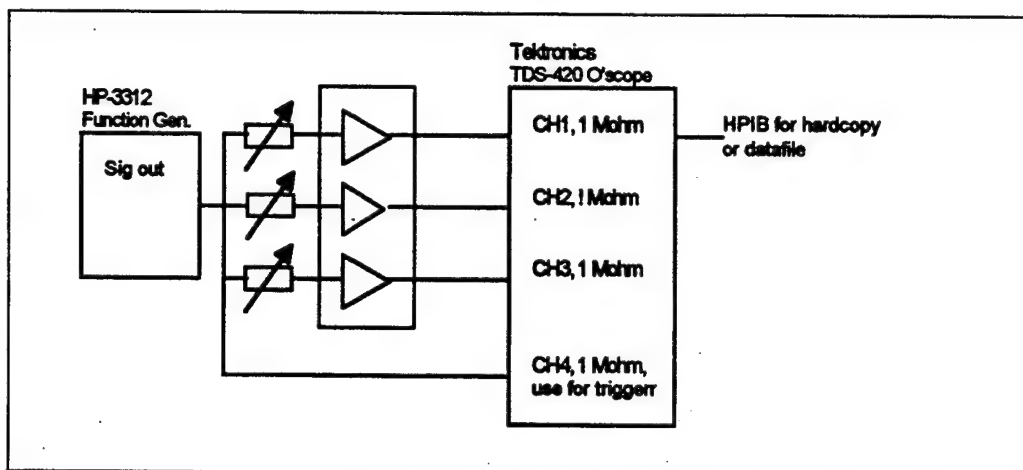 Tektronics
TDS-420 O'scope
HP-3312
Function Gen.
Sig out
CH1, 1 Mohm
HPIB for hardcopy
or datafile
CH2, ! Mohm
CH3, 1 Mohm
CH4, 1 Mohm,
use for triggerr